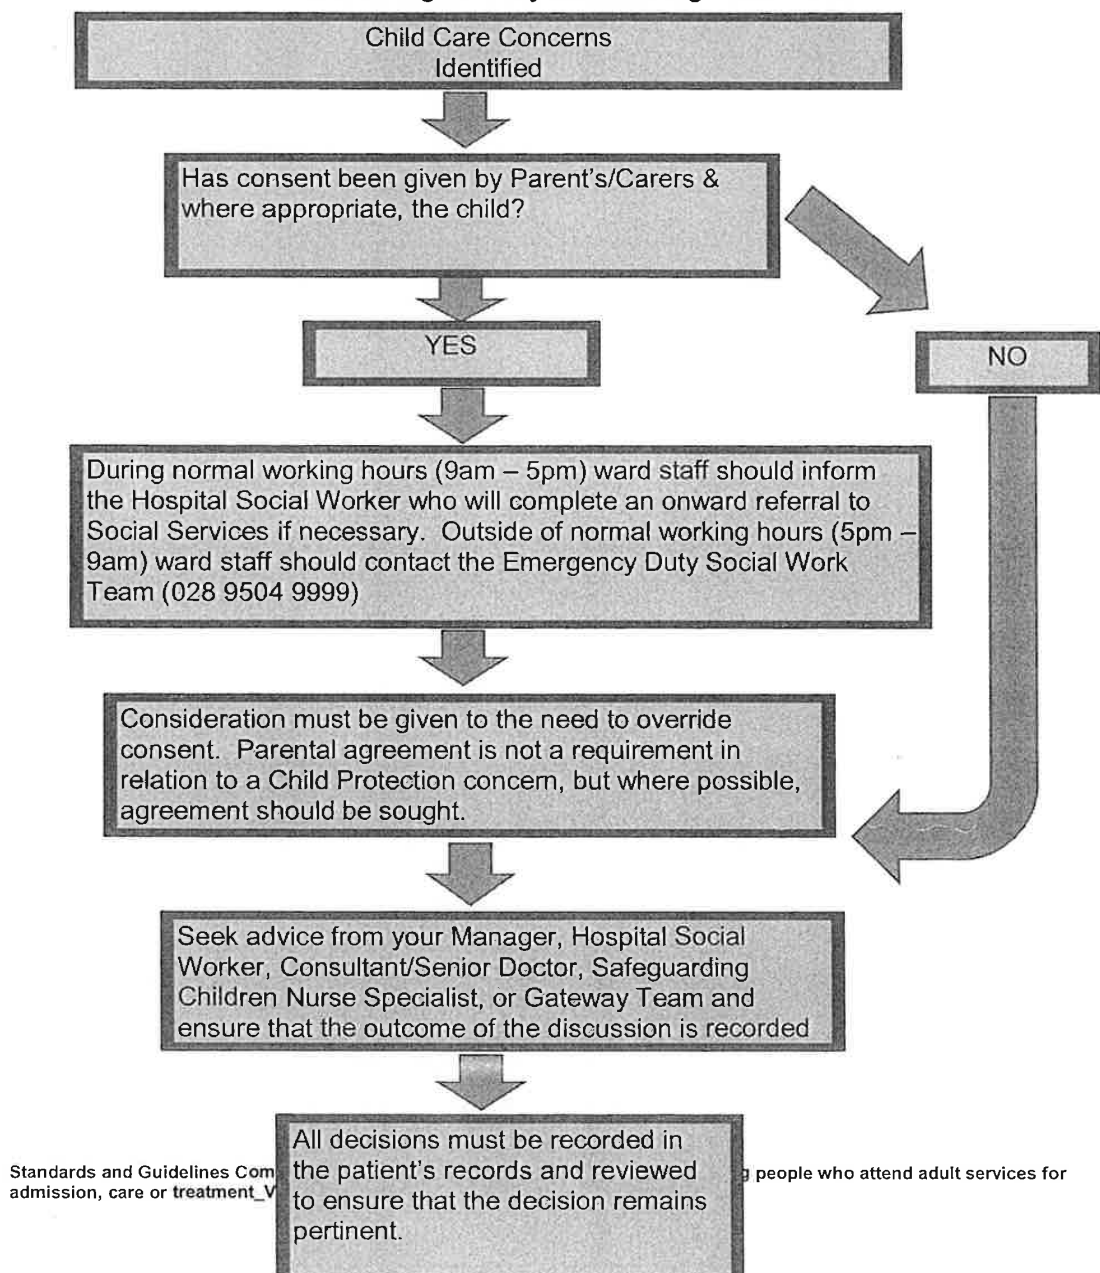 Child Care Concerns
Identified
Has consent been given by Parent's/Carers &
where appropriate, the child?
YES
NO
During normal working hours (9am – 5pm) ward staff should inform
the Hospital Social Worker who will complete an onward referral to
Social Services if necessary. Outside of normal working hours (5pm –
9am) ward staff should contact the Emergency Duty Social Work
Team (028 9504 9999)
Consideration must be given to the need to override
consent. Parental agreement is not a requirement in
relation to a Child Protection concern, but where possible,
agreement should be sought.
Seek advice from your Manager, Hospital Social
Worker, Consultant/Senior Doctor, Safeguarding
Children Nurse Specialist, or Gateway Team and
ensure that the outcome of the discussion is recorded
All decisions must be recorded in
the patient's records and reviewed
to ensure that the decision remains
pertinent.
Standards and Guidelines Com g people who attend adult services for
admission, care or treatment_V